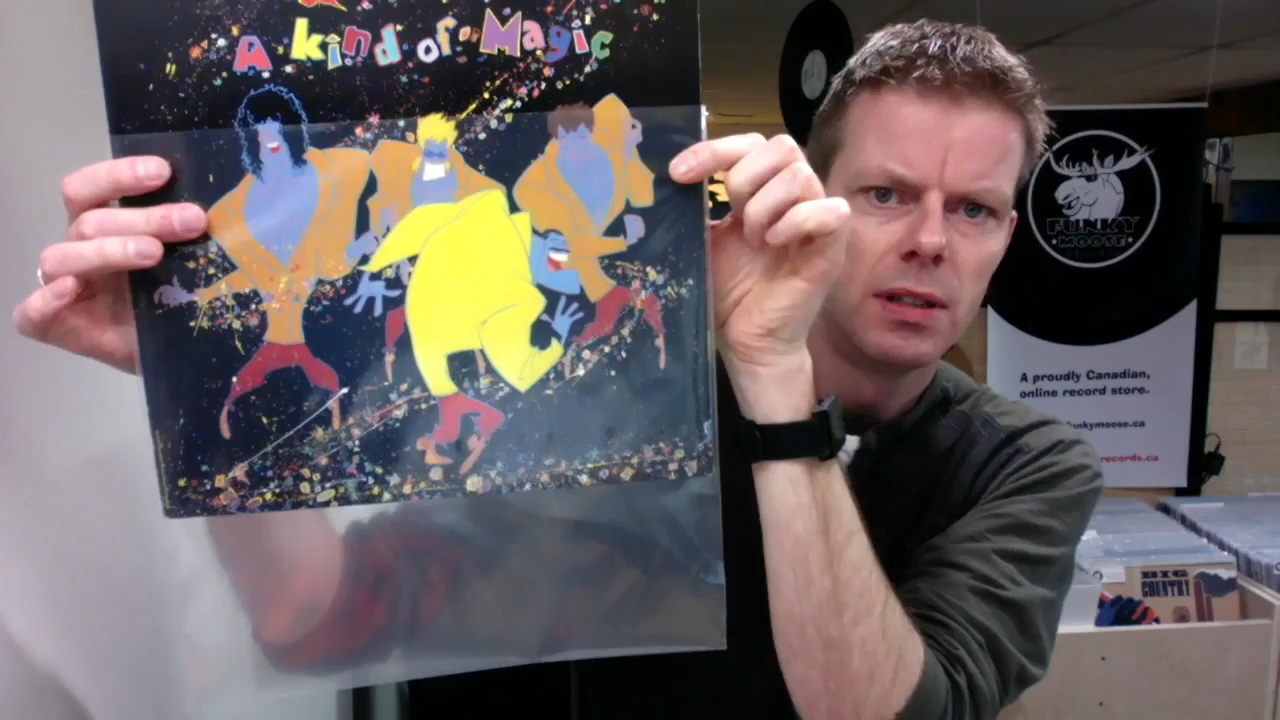 A kind of Magic
FUNKY
MOOSE
A proudly Canadian,
online record store.
funkymoose.ca
records.ca
BIG
COUNTRY